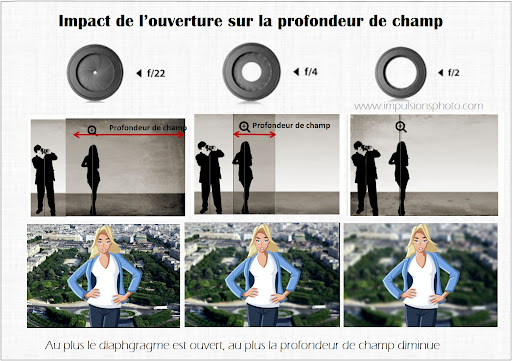 Impact de l'ouverture sur la profondeur de champ
f/22
f/4
f/2
www.impulsionsphoto.com
Profondeur de champ
Profondeur de champ
Au plus le diaphgragme est ouvert, au plus la profondeur de champ diminue